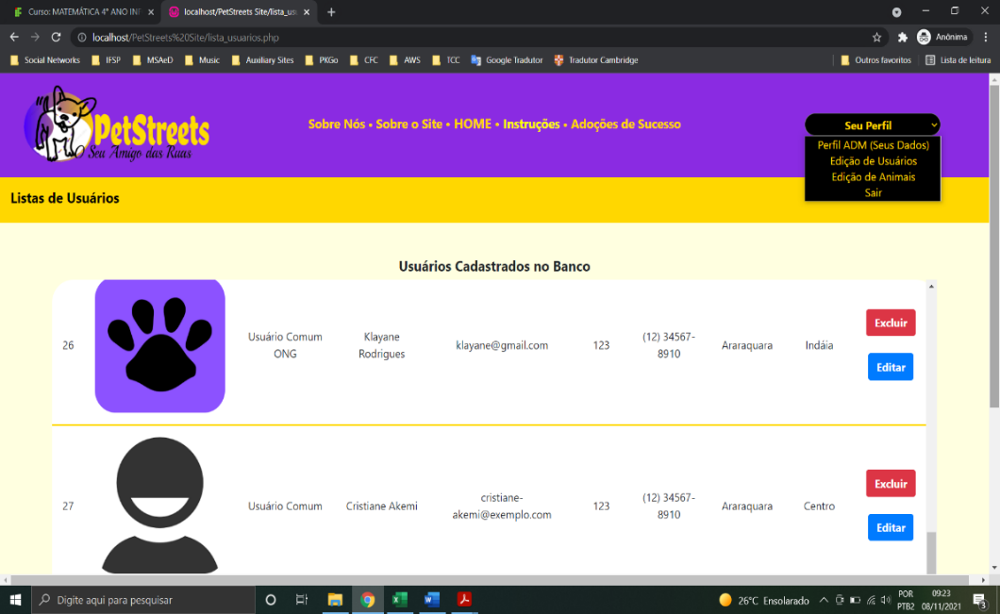 Curso: MATEMÁTICA 4° ANO INF
localhost/PetStreets Site/lista_us
localhost/PetStreets%20Site/lista_usuarios.php
Anônima
Social Networks
IFSP
MSAeD
Music
Auxiliary Sites
PKGo
CFC
AWS
TCC
Google Tradutor
Tradutor Cambridge
Outros favoritos
Lista de leitura
PetStreets
Seu Amigo das Ruas
Sobre Nós • Sobre o Site • HOME • Instruções • Adoções de Sucesso
Seu Perfil
Perfil ADM (Seus Dados)
Edição de Usuários
Edição de Animais
Sair
Listas de Usuários
Usuários Cadastrados no Banco
26
Usuário Comum
ONG
Klayane
Rodrigues
klayane@gmail.com
123
(12) 34567-
8910
Araraquara
Indáia
Excluir
Editar
27
Usuário Comum
Cristiane Akemi
cristiane-
akemi@exemplo.com
123
(12) 34567-
8910
Araraquara
Centro
Excluir
Editar
Digite aqui para pesquisar
26°C Ensolarado
POR
PTB2
09:23
08/11/2021
3